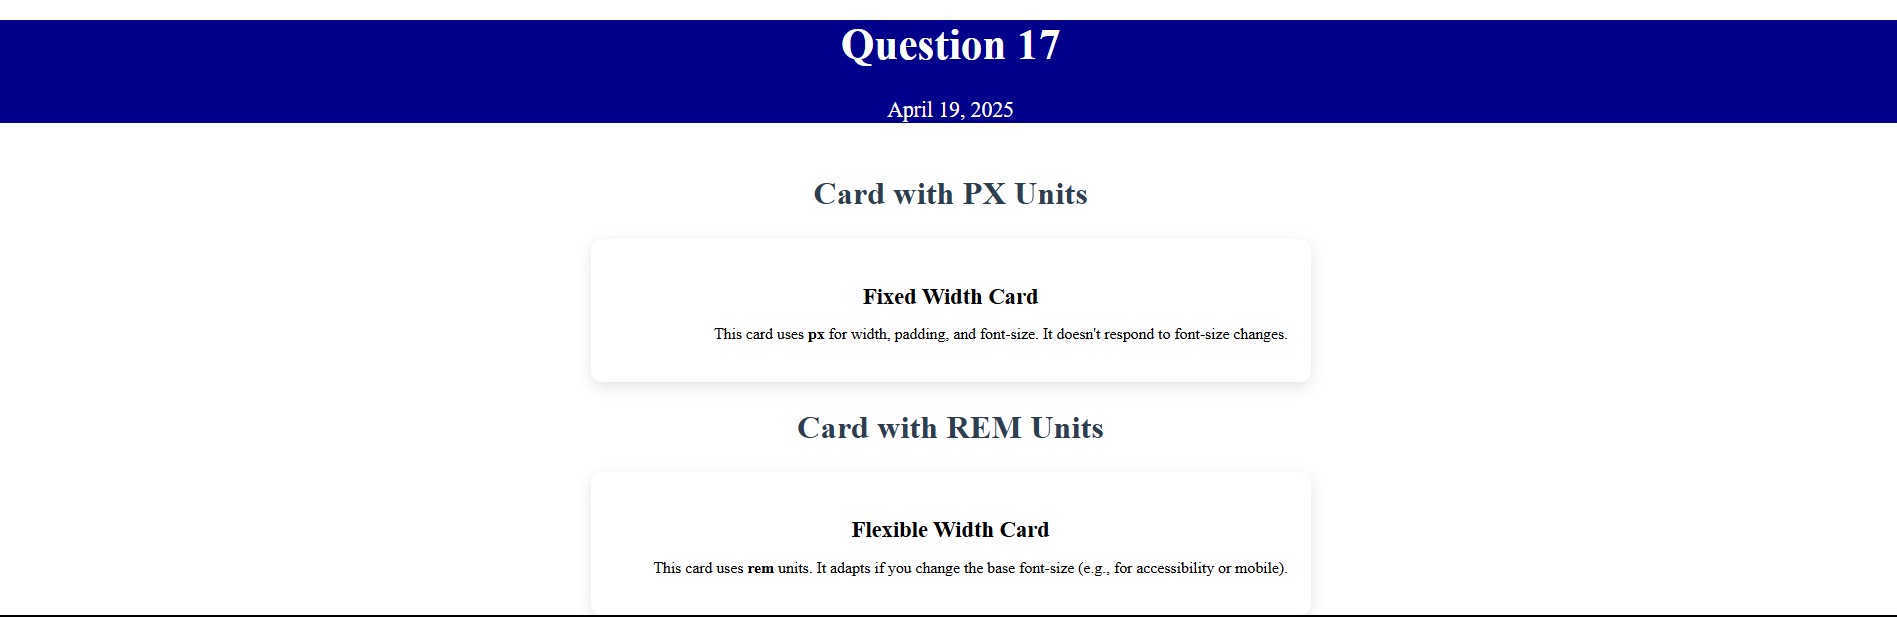 Question 17
April 19, 2025
Card with PX Units
Fixed Width Card
This card uses px for width, padding, and font-size. It doesn't respond to font-size changes.
Card with REM Units
Flexible Width Card
This card uses rem units. It adapts if you change the base font-size (e.g., for accessibility or mobile).